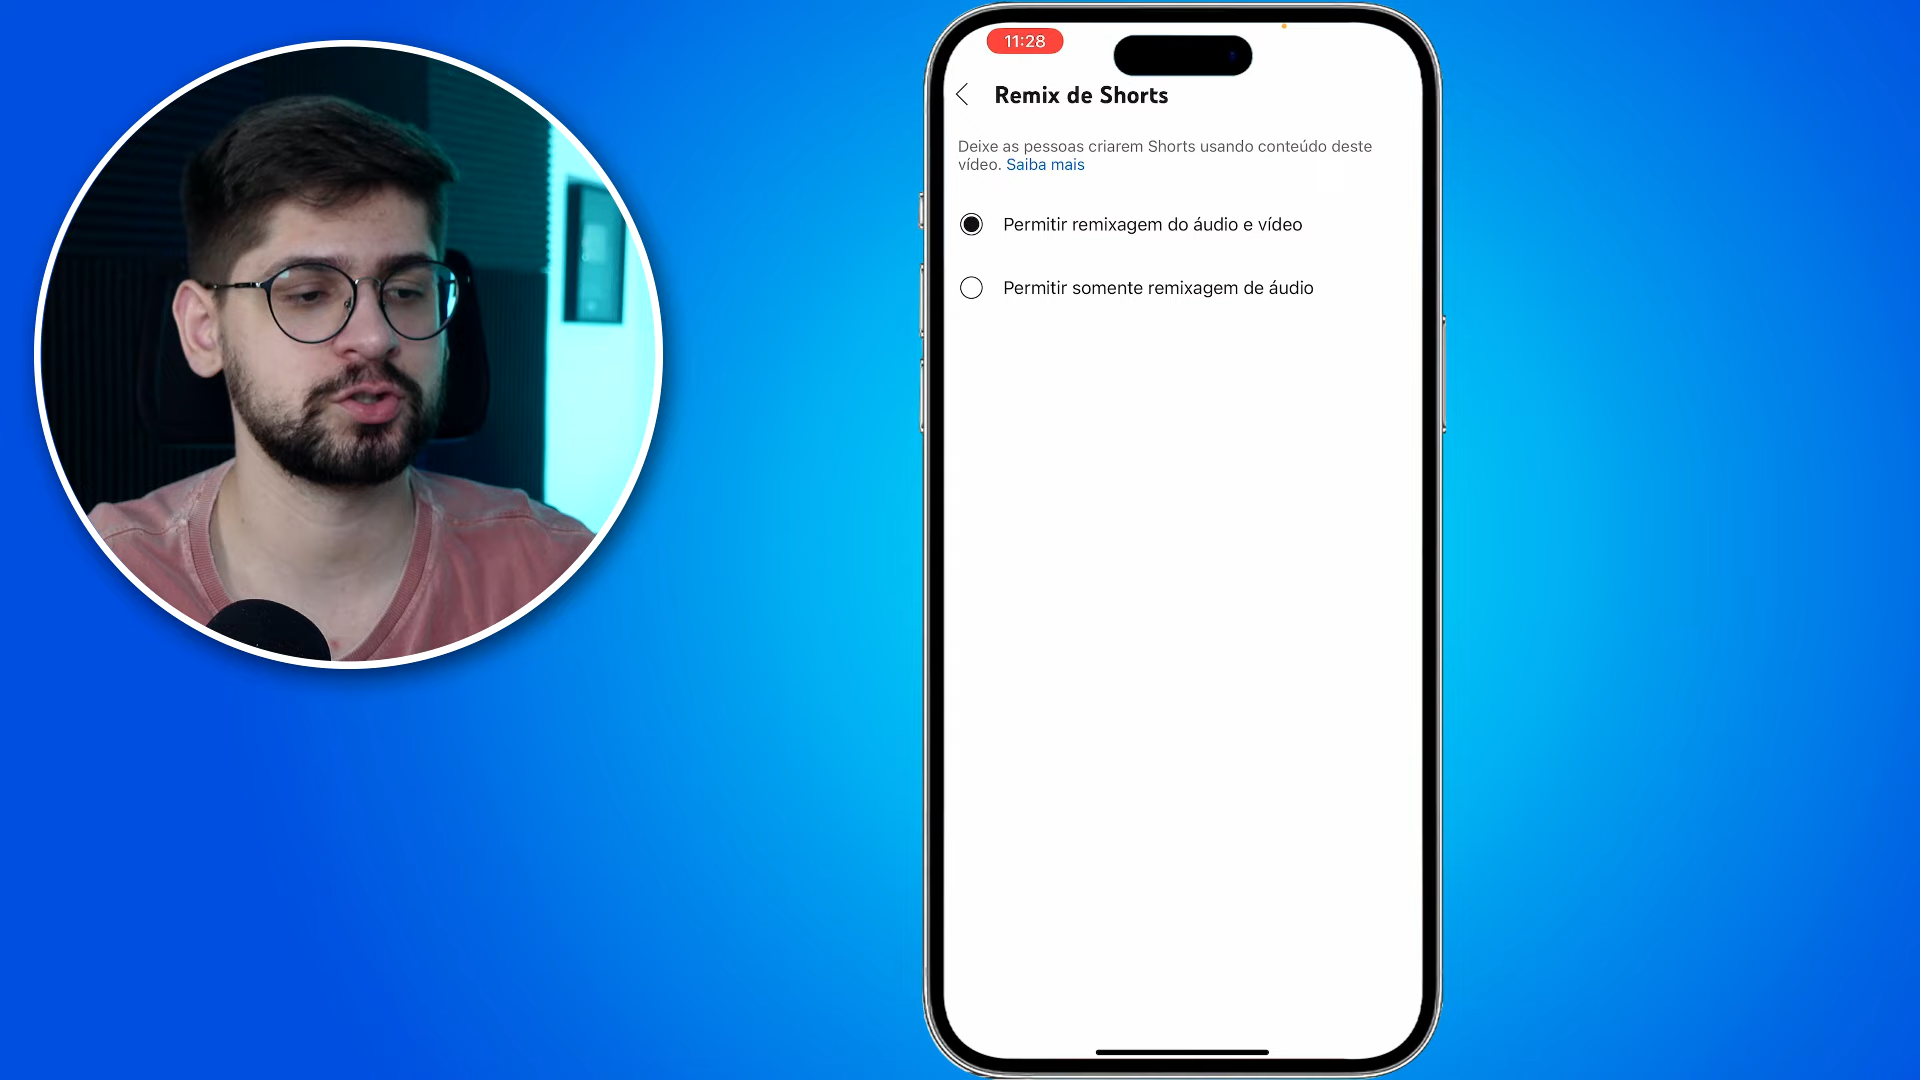 11:28
Remix de Shorts
Deixe as pessoas criarem Shorts usando conteúdo deste
vídeo. Saiba mais
Permitir remixagem do áudio e vídeo
Permitir somente remixagem de áudio